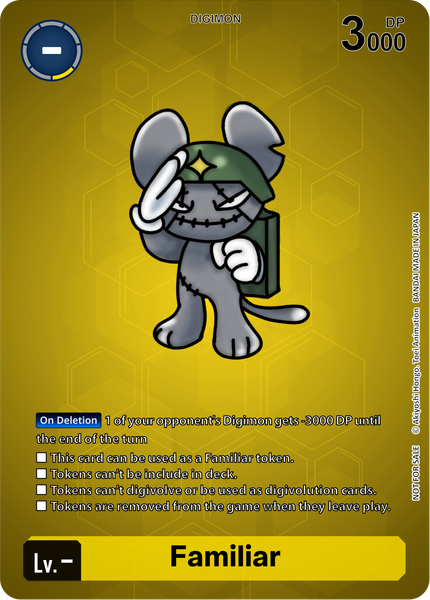 DIGIMON
DP
3000
-
On Deletion 1 of your opponent's Digimon gets -3000 DP until
the end of the turn
This card can be used as a Familiar token.
Tokens can't be include in deck.
Tokens can't digivolve or be used as digivolution cards.
Tokens are removed from the game when they leave play.
NOT FOR SALE © Akiyoshi Hongo, Toei Animation BANDAI MADE IN JAPAN
Lv.-
Familiar